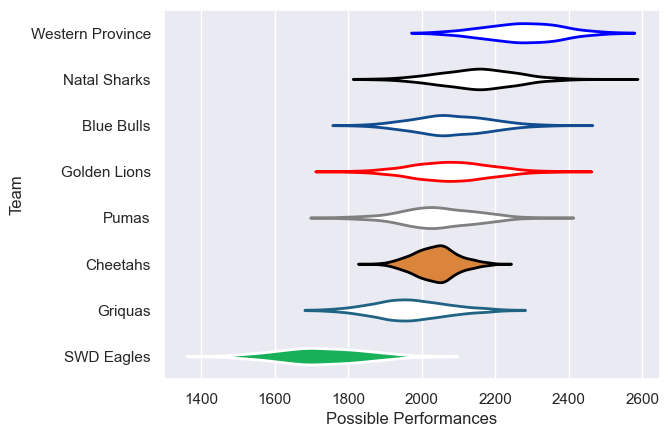 Western Province
Natal Sharks
Blue Bulls
Golden Lions
Pumas
Cheetahs
Griquas
SWD Eagles
Team
1400 1600 1800 2000 2200 2400 2600
Possible Performances